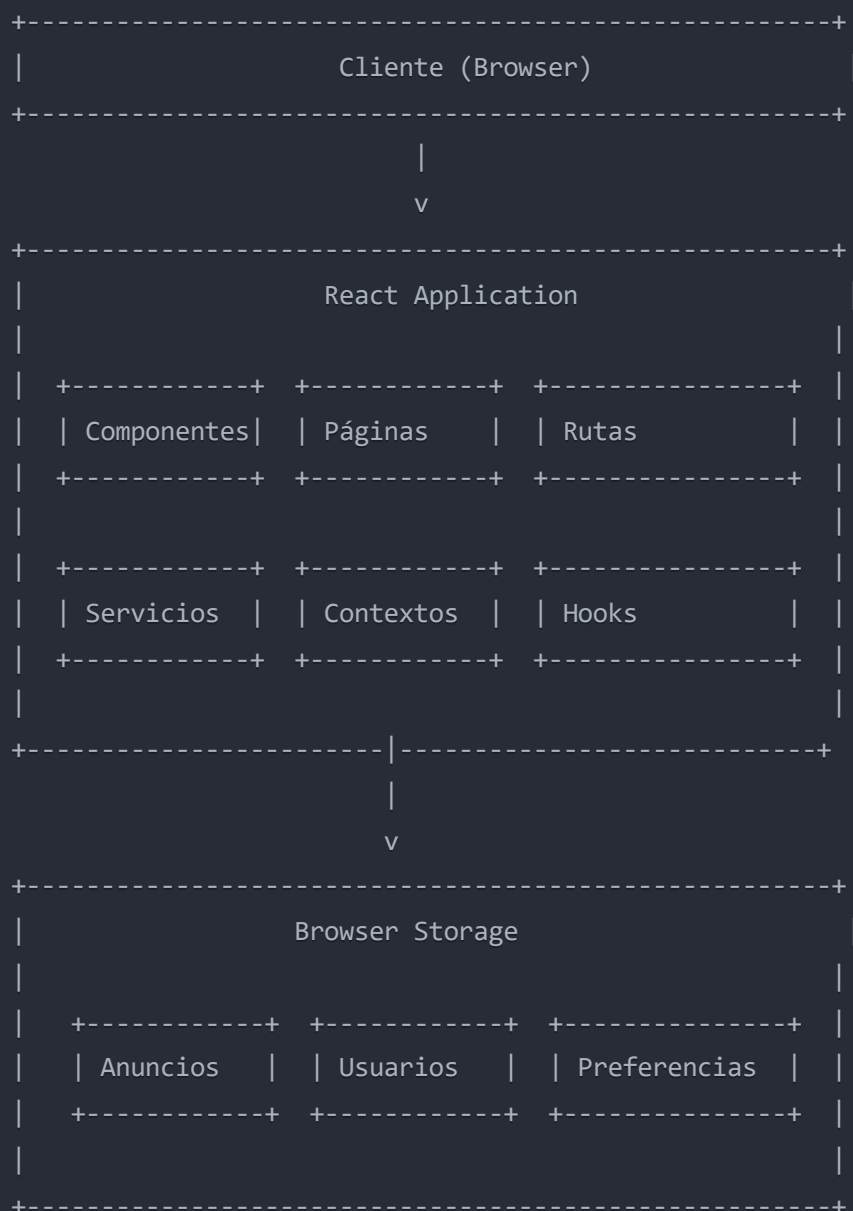 +------------------------------------------------------+
|                     Cliente (Browser)                 |
+------------------------------------------------------+
                           |
                           v
+------------------------------------------------------+
|                    React Application                  |
|                                                      |
|  +------------+  +------------+  +----------------+  |
|  | Componentes|  | Páginas    |  | Rutas          |  |
|  +------------+  +------------+  +----------------+  |
|                                                      |
|  +------------+  +------------+  +----------------+  |
|  | Servicios  |  | Contextos  |  | Hooks          |  |
|  +------------+  +------------+  +----------------+  |
|                                                      |
+------------------------|----------------------------+
                         |
                         v
+------------------------------------------------------+
|                  Browser Storage                      |
|                                                      |
|   +------------+  +------------+  +---------------+  |
|   | Anuncios   |  | Usuarios   |  | Preferencias  |  |
|   +------------+  +------------+  +---------------+  |
|                                                      |
+------------------------------------------------------+